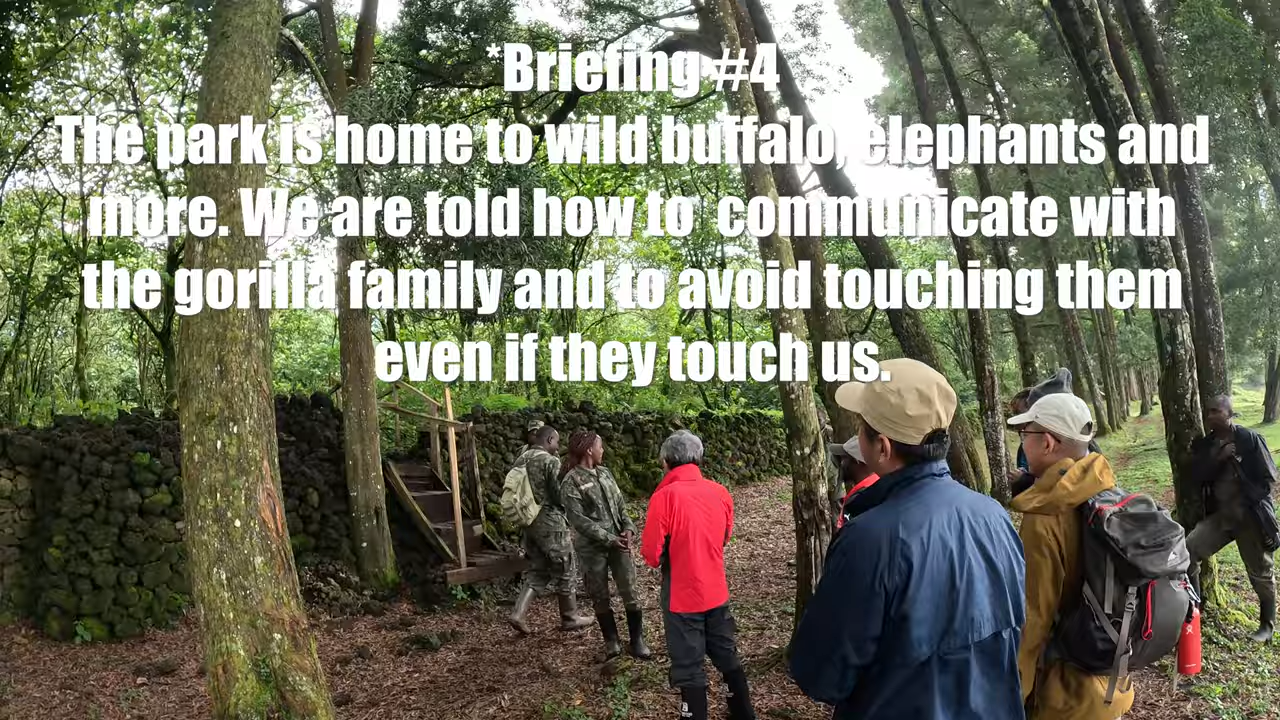 *Briefing #4
The park is home to wild buffalo, elephants and
more. We are told how to communicate with
the gorilla family and to avoid touching them
even if they touch us.